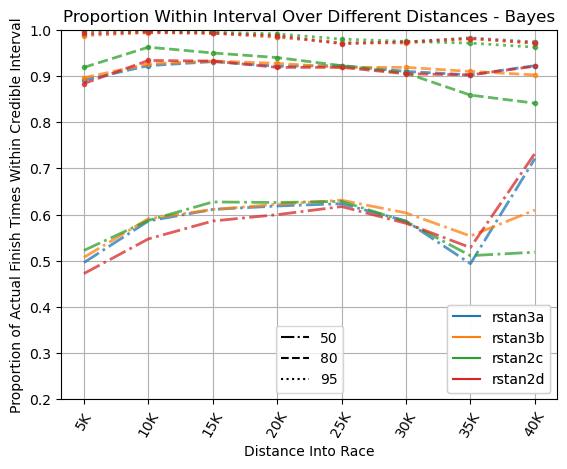 Proportion Within Interval Over Different Distances - Bayes
Proportion of Actual Finish Times Within Credible Interval
1.0
0.9
0.8
0.7
0.6
0.5
0.4
0.3
0.2
50
80
95
rstan3a
rstan3b
rstan2c
rstan2d
5K
10K
15K
20K
25K
30K
35K
40K
Distance Into Race